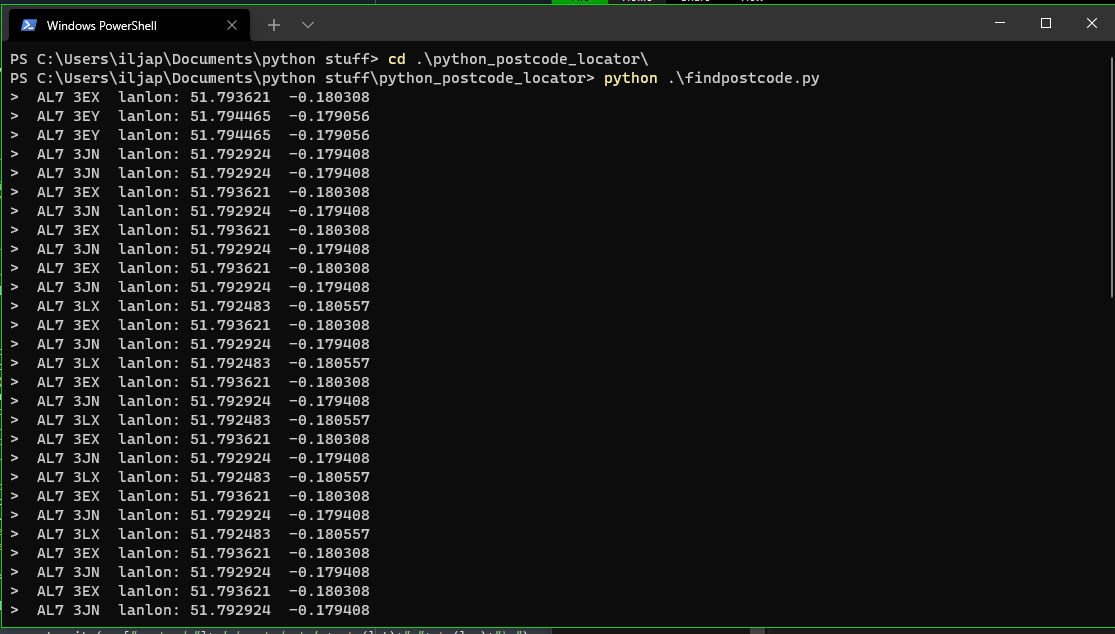 Windows PowerShell
PS C:\Users\iljap\Documents\python stuff> cd .\python_postcode_locator\
PS C:\Users\iljap\Documents\python stuff\python_postcode_locator> python .\findpostcode.py
> AL7 3EX lanlon: 51.793621 -0.180308
> AL7 3EY lanlon: 51.794465 -0.179056
> AL7 3EY lanlon: 51.794465 -0.179056
> AL7 3JN lanlon: 51.792924 -0.179408
> AL7 3JN lanlon: 51.792924 -0.179408
> AL7 3EX lanlon: 51.793621 -0.180308
> AL7 3JN lanlon: 51.792924 -0.179408
> AL7 3EX lanlon: 51.793621 -0.180308
> AL7 3JN lanlon: 51.792924 -0.179408
> AL7 3EX lanlon: 51.793621 -0.180308
> AL7 3JN lanlon: 51.792924 -0.179408
> AL7 3LX lanlon: 51.792483 -0.180557
> AL7 3EX lanlon: 51.793621 -0.180308
> AL7 3JN lanlon: 51.792924 -0.179408
> AL7 3LX lanlon: 51.792483 -0.180557
> AL7 3EX lanlon: 51.793621 -0.180308
> AL7 3JN lanlon: 51.792924 -0.179408
> AL7 3LX lanlon: 51.792483 -0.180557
> AL7 3EX lanlon: 51.793621 -0.180308
> AL7 3JN lanlon: 51.792924 -0.179408
> AL7 3LX lanlon: 51.792483 -0.180557
> AL7 3EX lanlon: 51.793621 -0.180308
> AL7 3JN lanlon: 51.792924 -0.179408
> AL7 3LX lanlon: 51.792483 -0.180557
> AL7 3EX lanlon: 51.793621 -0.180308
> AL7 3JN lanlon: 51.792924 -0.179408
> AL7 3EX lanlon: 51.793621 -0.180308
> AL7 3JN lanlon: 51.792924 -0.179408